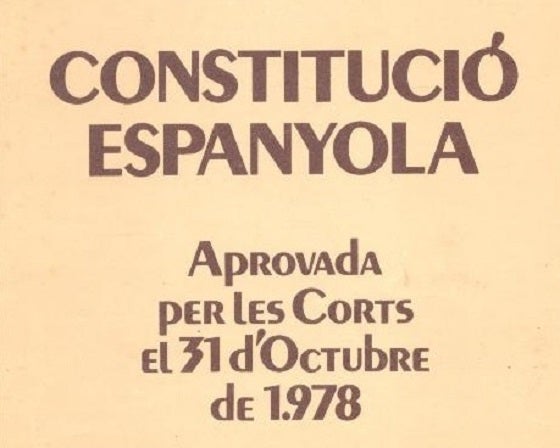 CONSTITUCIÓ
ESPANYOLA
Aprovada
per les Corts
el 31 d'Octubre
de 1.978